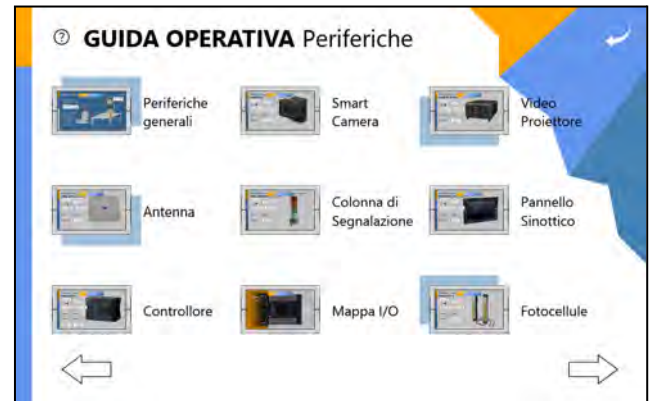 GUIDA OPERATIVA Periferiche
Periferiche
generali
Smart
Camera
Video
Proiettore
Antenna
Colonna di
Segnalazione
Pannello
Sinottico
Controllore
Mappa I/O
Fotocellule